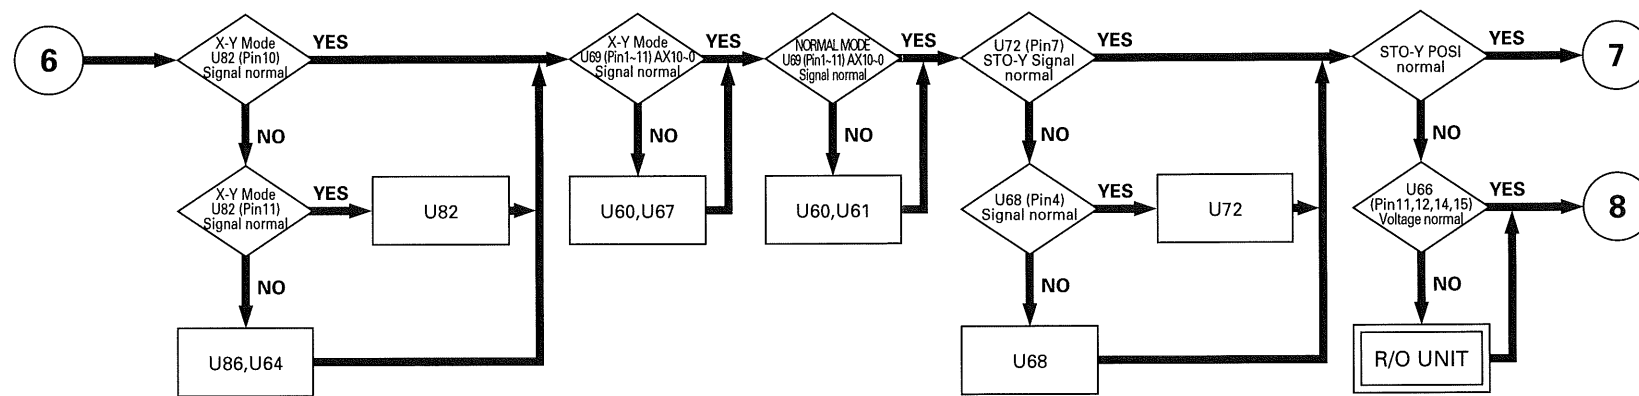 6
X-Y Mode
U82 (Pin10)
Signal normal
YES
NO
X-Y Mode
U82 (Pin11)
Signal normal
YES
U82
NO
U86,U64
X-Y Mode
U69 (Pin1~11) AX10~0
Signal normal
YES
NO
U60,U67
NORMAL MODE
U69 (Pin1~11) AX10~0
Signal normal
YES
NO
U60,U61
U72 (Pin7)
STO-Y Signal
normal
YES
NO
U68 (Pin4)
Signal normal
YES
U72
NO
U68
STO-Y POSI
normal
YES
7
NO
U66
(Pin11,12,14,15)
Voltage normal
YES
8
NO
R/O UNIT